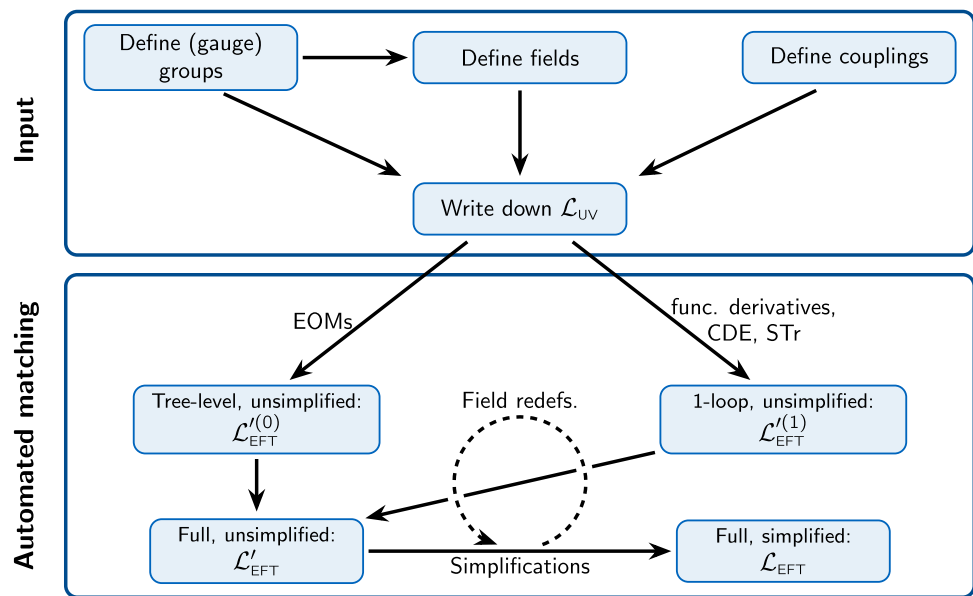 Input
Define (gauge)
groups
Define fields
Define couplings
Write down ℒ_UV
Automated matching
EOMs
func. derivatives,
CDE, STr
Tree-level, unsimplified:
ℒ′_EFT^(0)
Field redefs.
1-loop, unsimplified:
ℒ′_EFT^(1)
Full, unsimplified:
ℒ′_EFT
Simplifications
Full, simplified:
ℒ_EFT